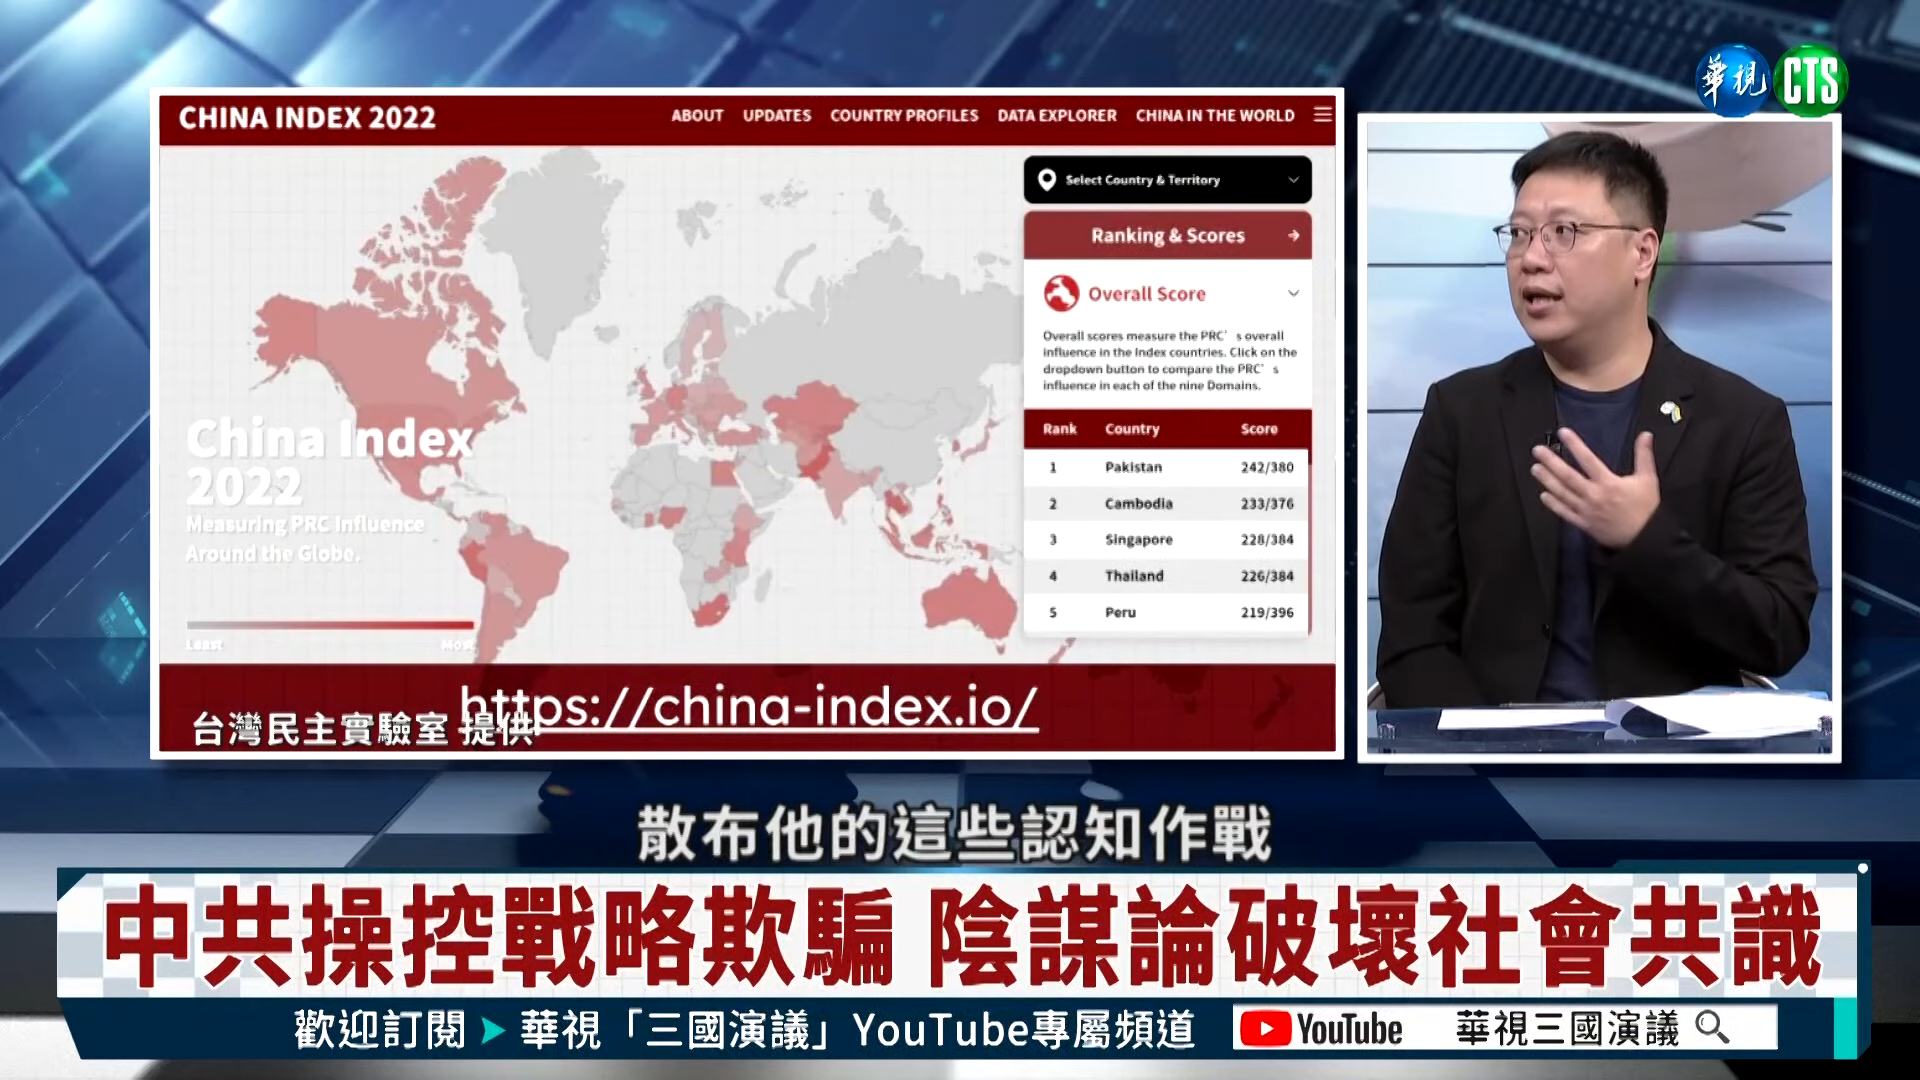 華視 CTS
CHINA INDEX 2022
ABOUT UPDATES COUNTRY PROFILES DATA EXPLORER CHINA IN THE WORLD
Select Country & Territory
Ranking & Scores
Overall Score
Overall scores measure the PRC's overall
influence in the Index countries. Click on the
dropdown button to compare the PRC's
influence in each of the nine Domains.
Rank Country Score
1 Pakistan 242/380
2 Cambodia 233/376
3 Singapore 228/384
4 Thailand 226/384
5 Peru 219/396
China Index
2022
Measuring PRC Influence
Around the Globe.
Least Most
https://china-index.io/
台灣民主實驗室 提供
散布他的這些認知作戰
中共操控戰略欺騙 陰謀論破壞社會共識
歡迎訂閱 華視「三國演議」YouTube專屬頻道
YouTube 華視三國演議